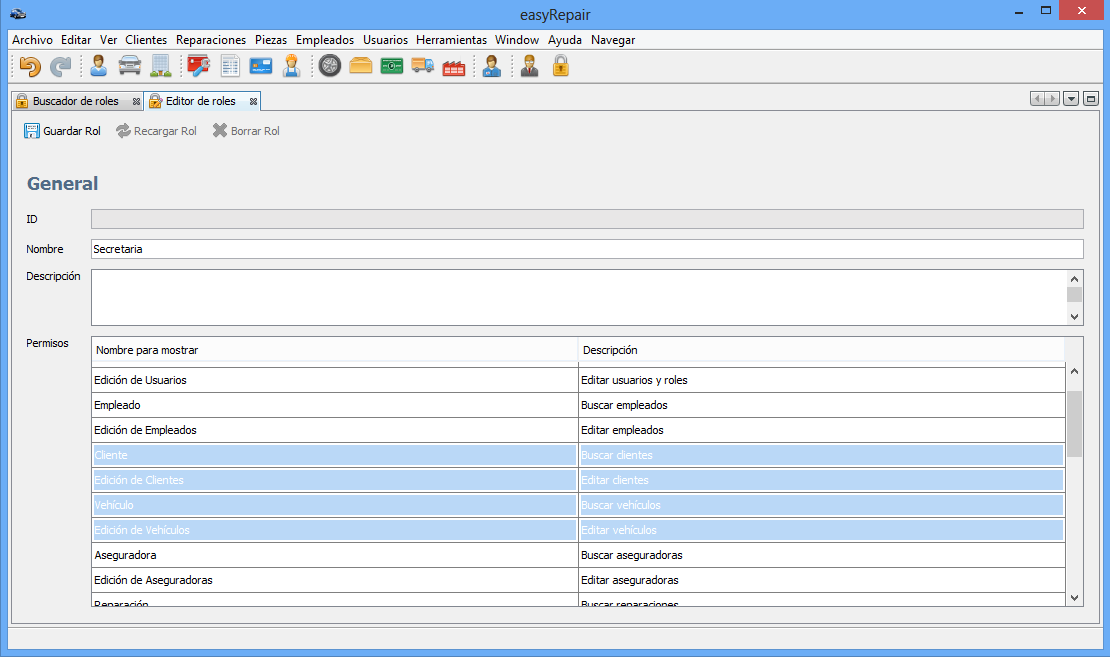 easyRepair
Archivo Editar Ver Clientes Reparaciones Piezas Empleados Usuarios Herramientas Window Ayuda Navegar
Buscador de roles Editor de roles
Guardar Rol Recargar Rol Borrar Rol
General
ID
Nombre Secretaria
Descripción
Permisos
Nombre para mostrar Descripción
Edición de Usuarios Editar usuarios y roles
Empleado Buscar empleados
Edición de Empleados Editar empleados
Cliente Buscar clientes
Edición de Clientes Editar clientes
Vehículo Buscar vehículos
Edición de Vehículos Editar vehículos
Aseguradora Buscar aseguradoras
Edición de Aseguradoras Editar aseguradoras
Reparación Buscar reparaciones